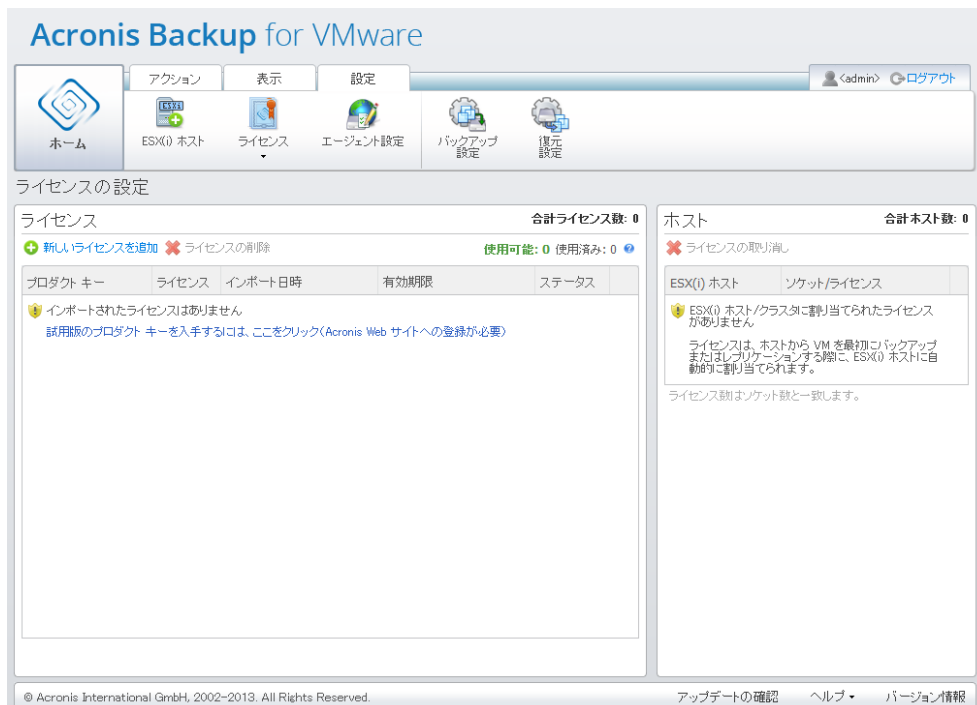 Acronis Backup for VMware
アクション
表示
設定
<admin>
ログアウト
ホーム
ESXi
ESX(i) ホスト
ライセンス
エージェント設定
バックアップ
設定
復元
設定
ライセンスの設定
ライセンス
合計ライセンス数: 0
新しいライセンスを追加
ライセンスの削除
使用可能: 0 使用済み: 0
プロダクト キー
ライセンス
インポート日時
有効期限
ステータス
インポートされたライセンスはありません
試用版のプロダクト キーを入手するには、ここをクリック(Acronis Web サイトへの登録が必要)
ホスト
合計ホスト数: 0
ライセンスの取り消し
ESX(i) ホスト
ソケット/ライセンス
ESX(i) ホスト/クラスタに割り当てられたライセンス
がありません
ライセンスは、ホストから VM を最初にバックアップ
またはレプリケーションする際に、ESX(i) ホストに自
動的に割り当てられます。
ライセンス数はソケット数と一致します。
© Acronis International GmbH, 2002-2013. All Rights Reserved.
アップデートの確認
ヘルプ
バージョン情報